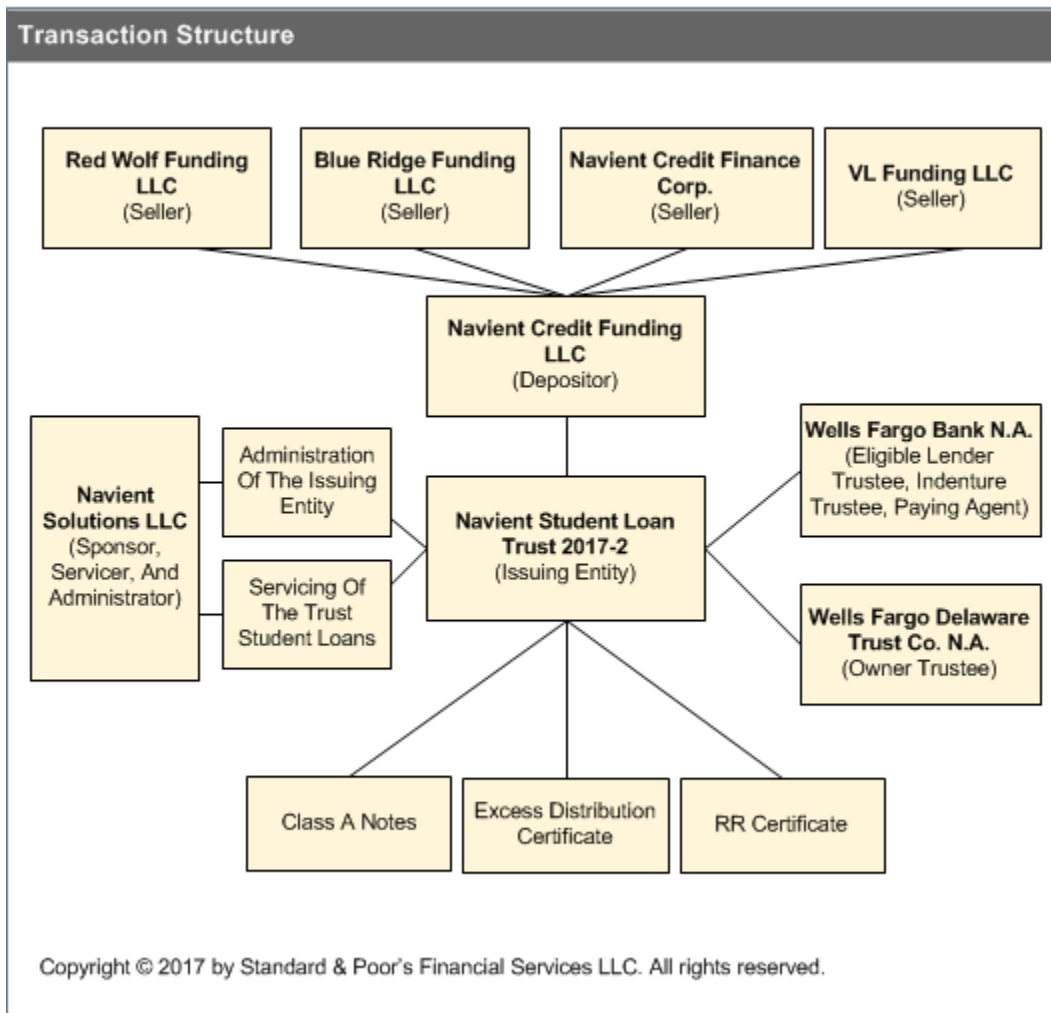 Transaction Structure
Red Wolf Funding
LLC
(Seller)
Blue Ridge Funding
LLC
(Seller)
Navient Credit Finance
Corp.
(Seller)
VL Funding LLC
(Seller)
Navient Credit Funding
LLC
(Depositor)
Navient
Solutions LLC
(Sponsor,
Servicer, And
Administrator)
Administration
Of The Issuing
Entity
Servicing Of
The Trust
Student Loans
Navient Student Loan
Trust 2017-2
(Issuing Entity)
Wells Fargo Bank N.A.
(Eligible Lender
Trustee, Indenture
Trustee, Paying Agent)
Wells Fargo Delaware
Trust Co. N.A.
(Owner Trustee)
Class A Notes
Excess Distribution
Certificate
RR Certificate
Copyright © 2017 by Standard & Poor's Financial Services LLC. All rights reserved.